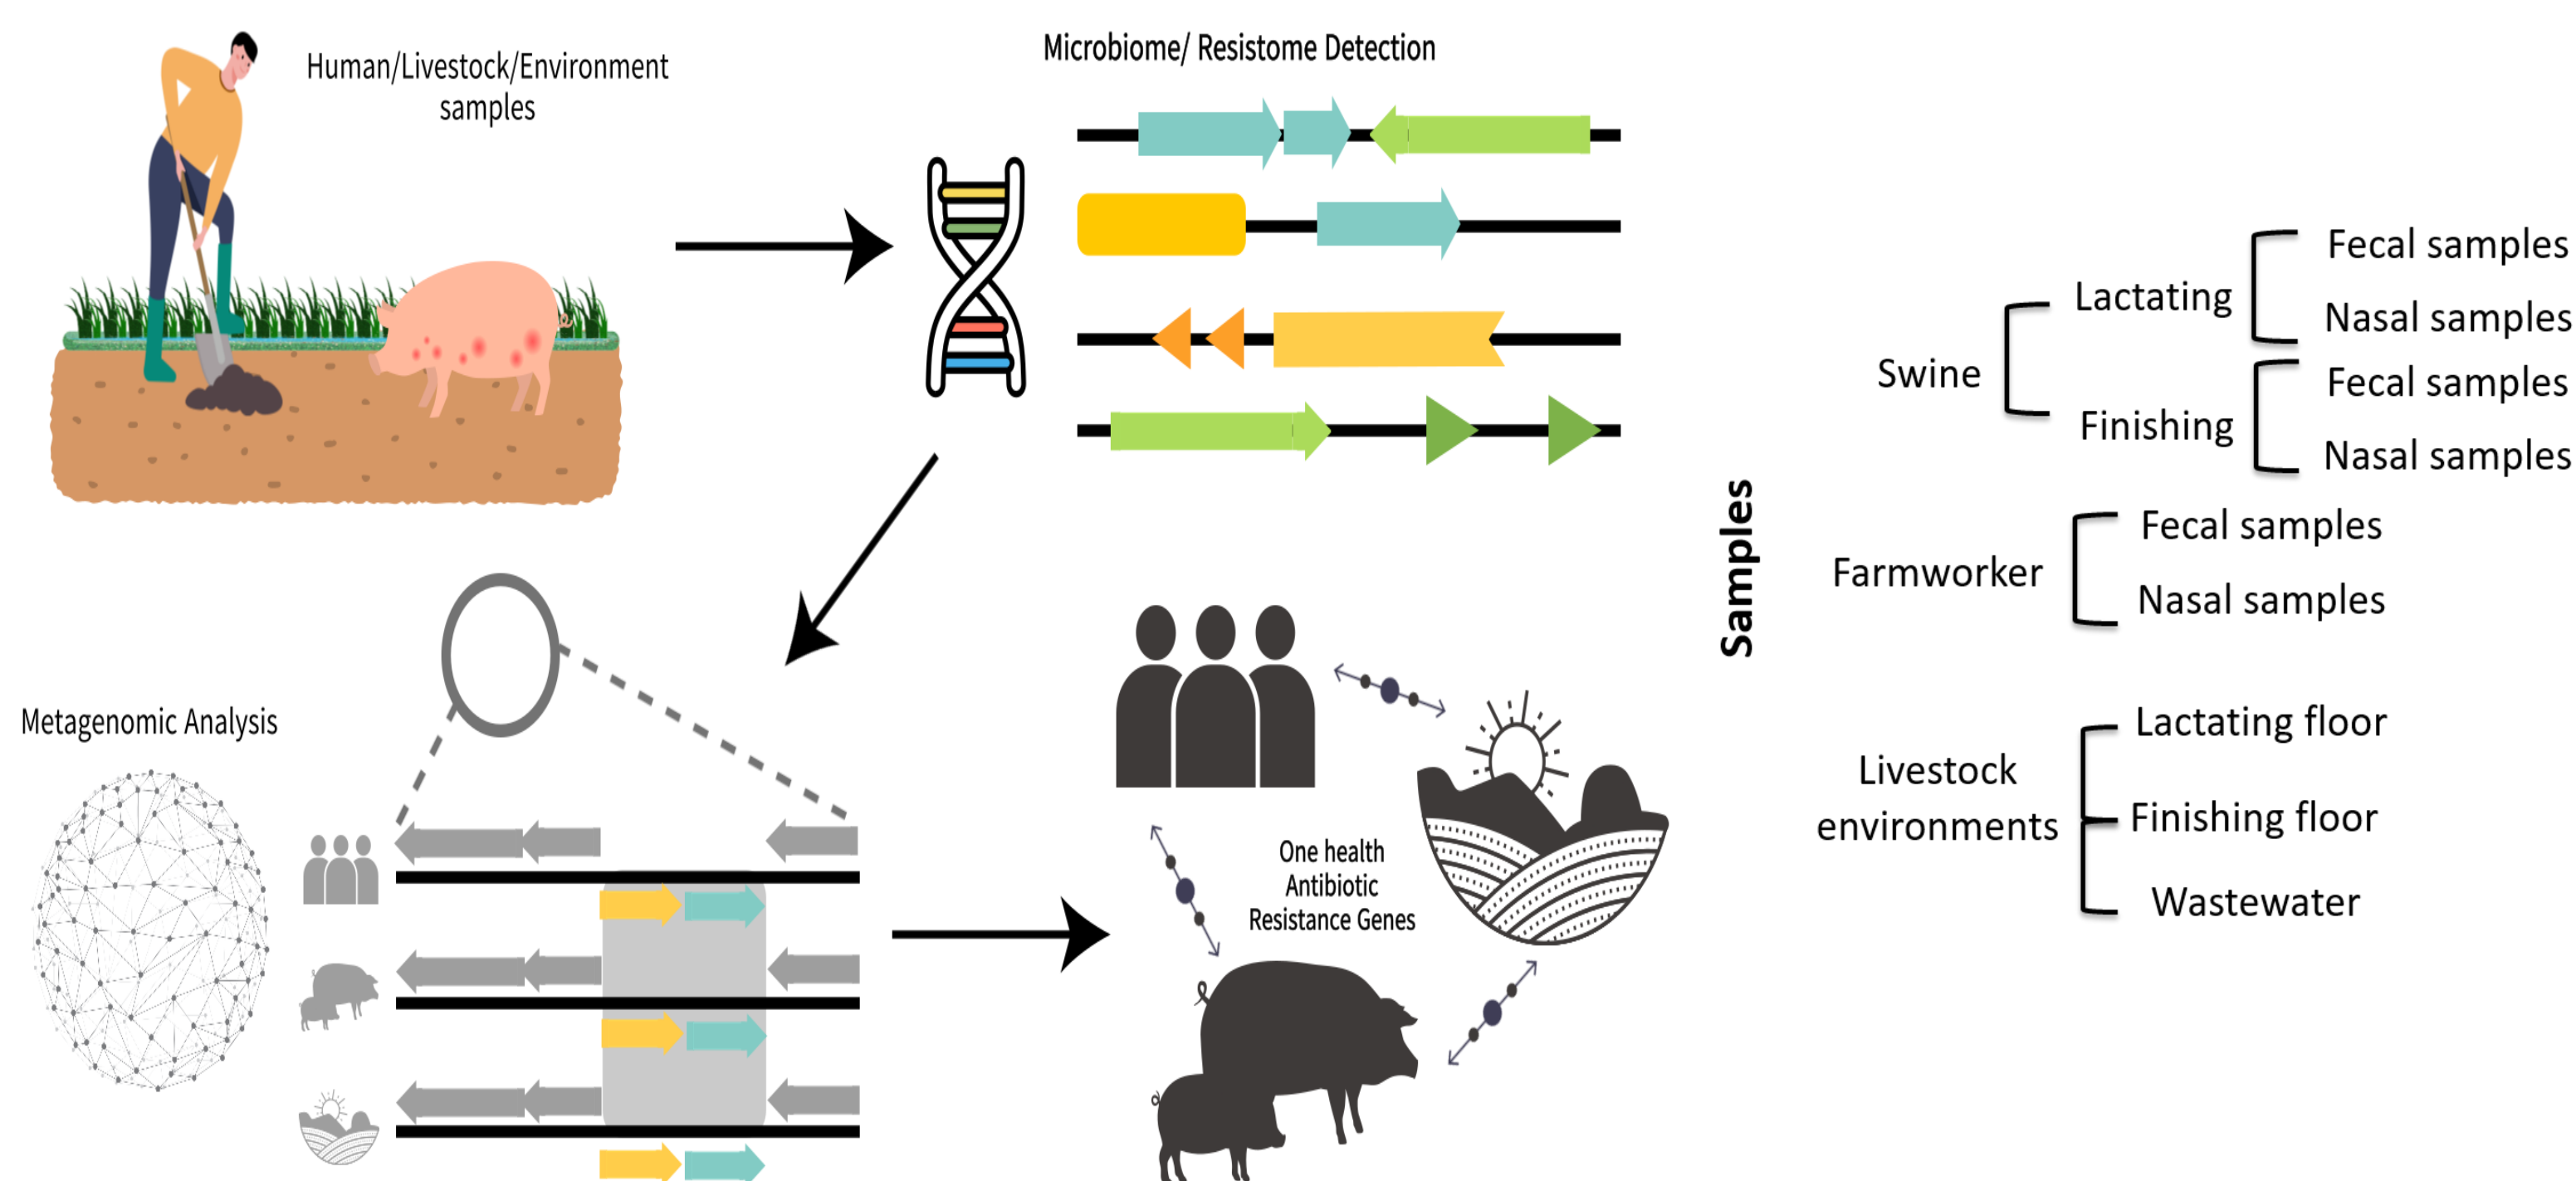 Human/Livestock/Environment
samples
Microbiome/ Resistome Detection
Metagenomic Analysis
One health
Antibiotic
Resistance Genes
Samples
Swine
Lactating
Fecal samples
Nasal samples
Finishing
Fecal samples
Nasal samples
Farmworker
Fecal samples
Nasal samples
Livestock
environments
Lactating floor
Finishing floor
Wastewater